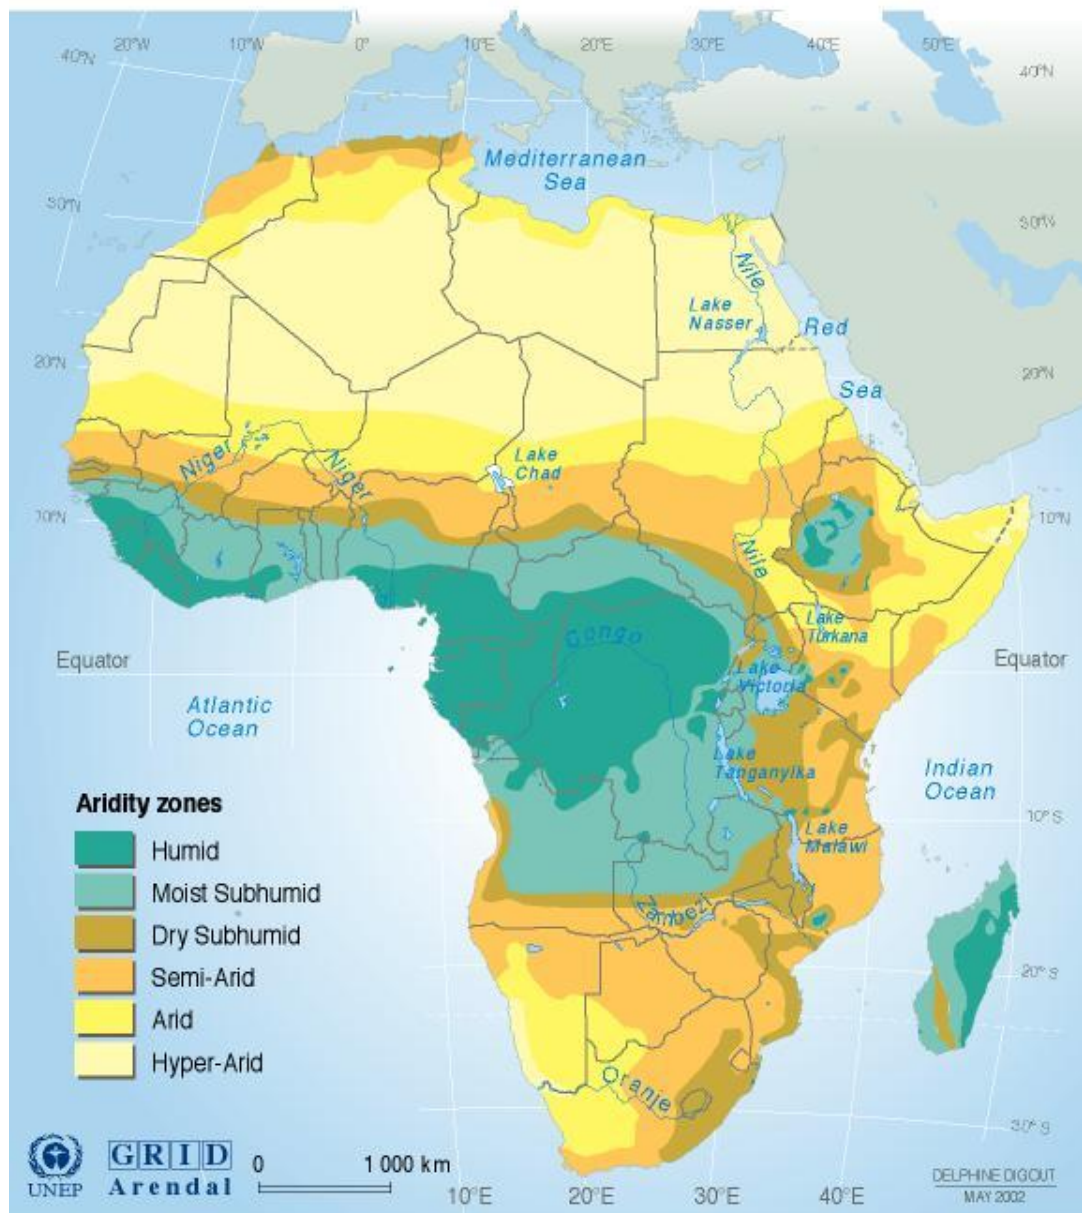 20°W 10°W 0° 10°E 20°E 30°E 40°E 50°E
40°N
40°N
Mediterranean
Sea
30°N
30°N
Nile
Lake
Nasser
Red
Sea
20°N
20°N
Niger
Niger
Lake
Chad
10°N
10°N
Nile
Lake
Turkana
Congo
Equator
Equator
Lake
Victoria
Atlantic
Ocean
Lake
Tanganyika
Indian
Ocean
Aridity zones
Humid
Moist Subhumid
Dry Subhumid
Semi-Arid
Arid
Hyper-Arid
10° S
Lake
Malawi
Zambezi
20° S
Oranje
30° S
UNEP
GRID
Arendal
0 1 000 km
10°E 20°E 30°E 40°E
DELPHINE DIGOUT
MAY 2002